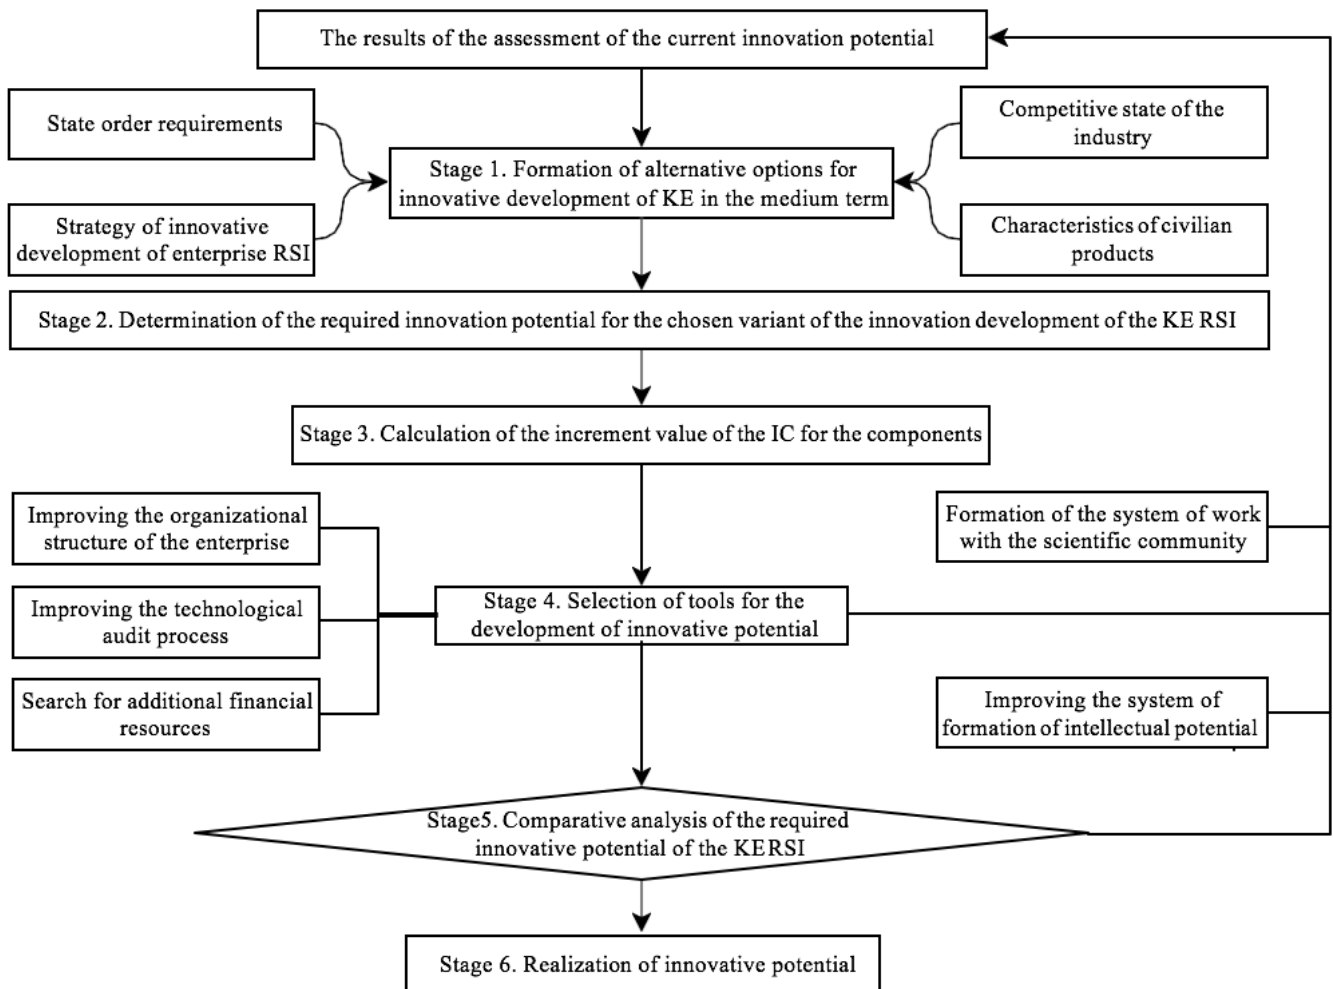 The results of the assessment of the current innovation potential
State order requirements
Competitive state of the
industry
Stage 1. Formation of alternative options for
innovative development of KE in the medium term
Strategy of innovative
development of enterprise RSI
Characteristics of civilian
products
Stage 2. Determination of the required innovation potential for the chosen variant of the innovation development of the KE RSI
Stage 3. Calculation of the increment value of the IC for the components
Improving the organizational
structure of the enterprise
Formation of the system of work
with the scientific community
Improving the technological
audit process
Stage 4. Selection of tools for the
development of innovative potential
Search for additional financial
resources
Improving the system of
formation of intellectual potential
Stage5. Comparative analysis of the required
innovative potential of the KERSI
Stage 6. Realization of innovative potential